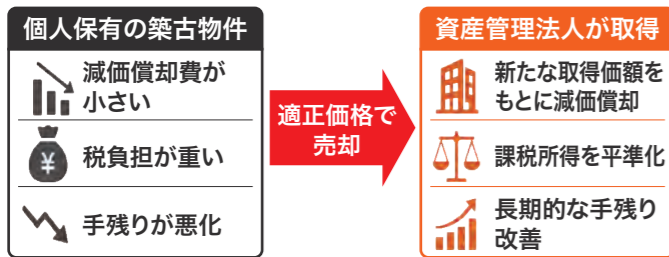 個人保有の築古物件
減価償却費が
小さい
¥
税負担が重い
手残りが悪化
適正価格で
売却
資産管理法人が取得
新たな取得価額を
もとに減価償却
課税所得を平準化
長期的な手残り
改善